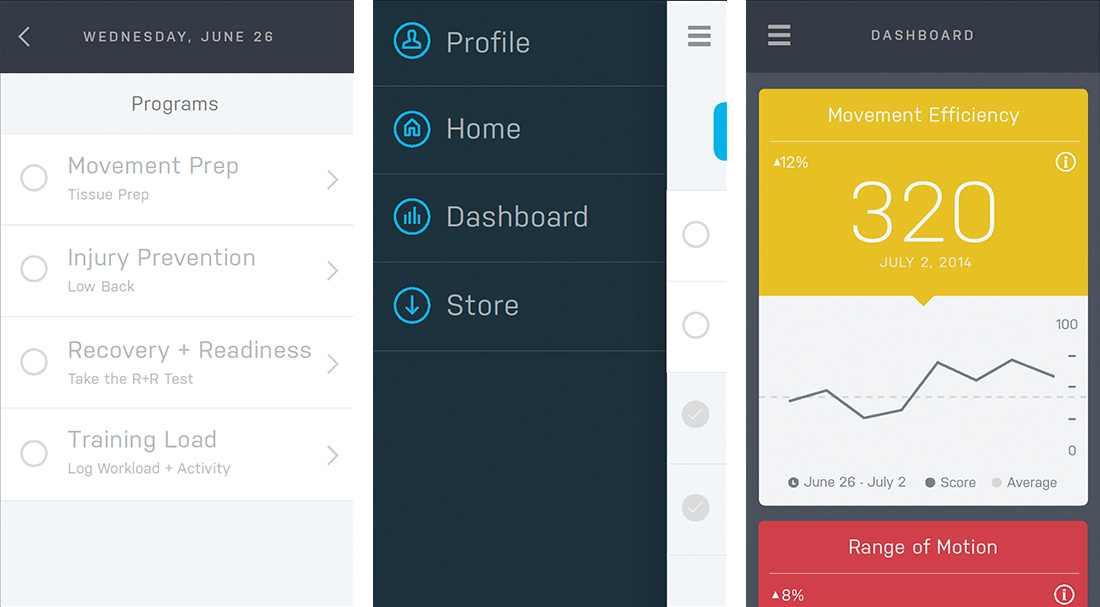 WEDNESDAY, JUNE 26
Programs
Movement Prep
Tissue Prep
Injury Prevention
Low Back
Recovery + Readiness
Take the R+R Test
Training Load
Log Workload + Activity
Profile
Home
Dashboard
Store
DASHBOARD
Movement Efficiency
▲12%
320
JULY 2, 2014
100
0
June 26 - July 2 Score Average
Range of Motion
▲8%